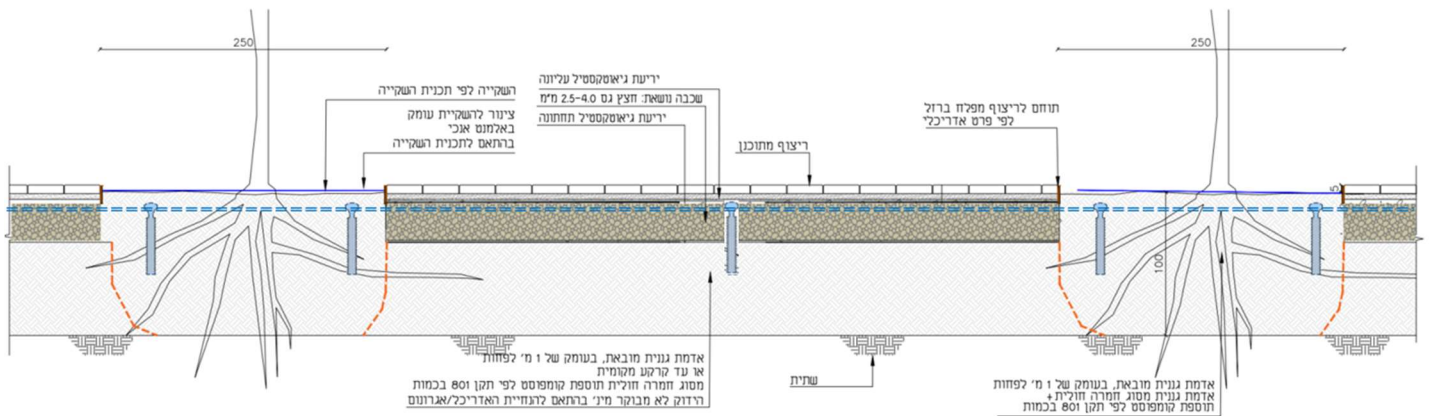 250
250
יריעת גיאוטקסטיל עליונה
שכבה נושאת: חצץ גס 2.5-4.0 מ"מ
יריעת גיאוטקסטיל תחתונה
השקייה לפי תכנית השקייה
צינור להשקיית עומק
באלמנט אנכי
בהתאם לתכנית השקייה
ריצוף מתוכנן
תוחם לריצוף מפלח ברזל
לפי פרט אדריכלי
5
100
אדמת גננית מובאת, בעומק של 1 מ' לפחות
או עד קרקע מקומית
מסוג חמרה חולית תוספת קומפוסט לפי תקן 801 בכמות
הידוק לא מבוקר מינ' בהתאם להנחיית האדריכל/אגרונום
שתית
אדמת גננית מובאת, בעומק של 1 מ' לפחות
אדמת גננית מסוג חמרה חולית+
תוספת קומפוסט לפי תקן 801 בכמות